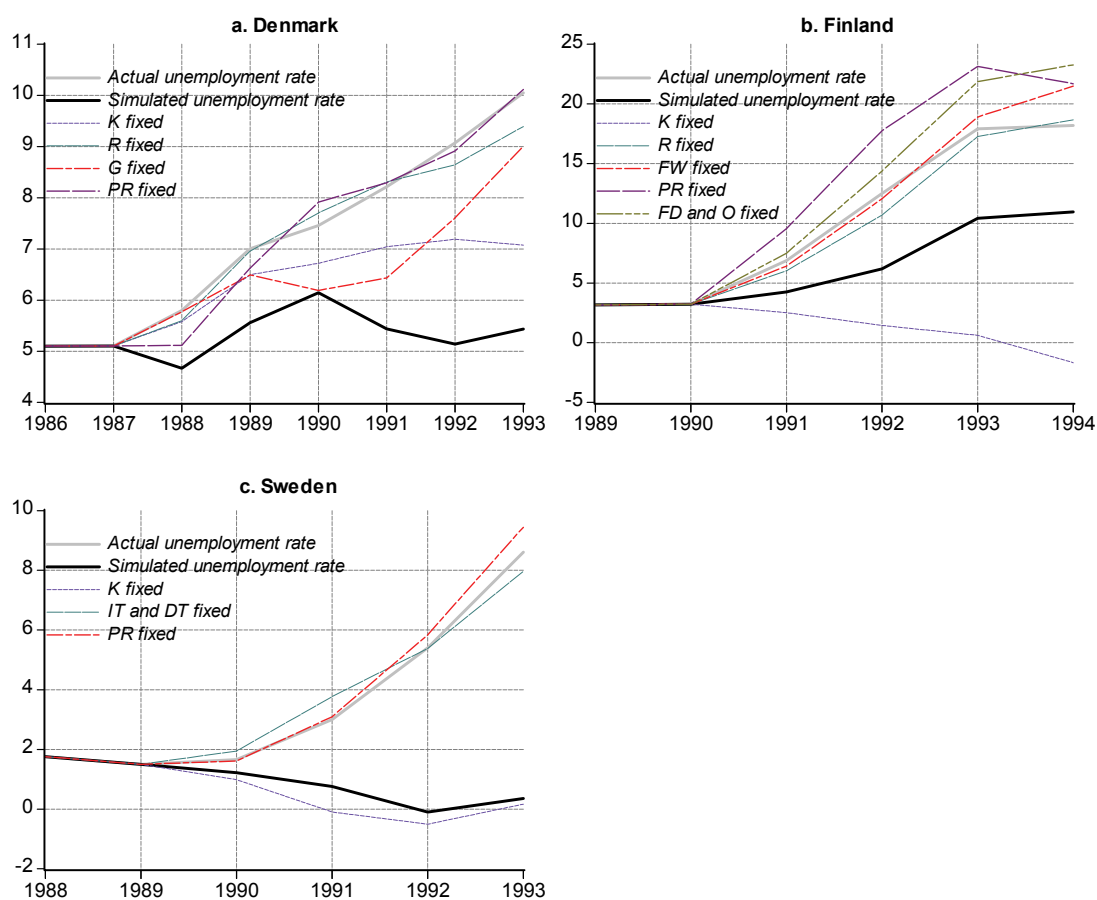 a. Denmark
11
10
9
8
7
6
5
4
Actual unemployment rate
Simulated unemployment rate
K fixed
R fixed
G fixed
PR fixed
1986 1987 1988 1989 1990 1991 1992 1993
b. Finland
25
20
15
10
5
0
-5
Actual unemployment rate
Simulated unemployment rate
K fixed
R fixed
FW fixed
PR fixed
FD and O fixed
1989 1990 1991 1992 1993 1994
c. Sweden
10
8
6
4
2
0
-2
Actual unemployment rate
Simulated unemployment rate
K fixed
IT and DT fixed
PR fixed
1988 1989 1990 1991 1992 1993